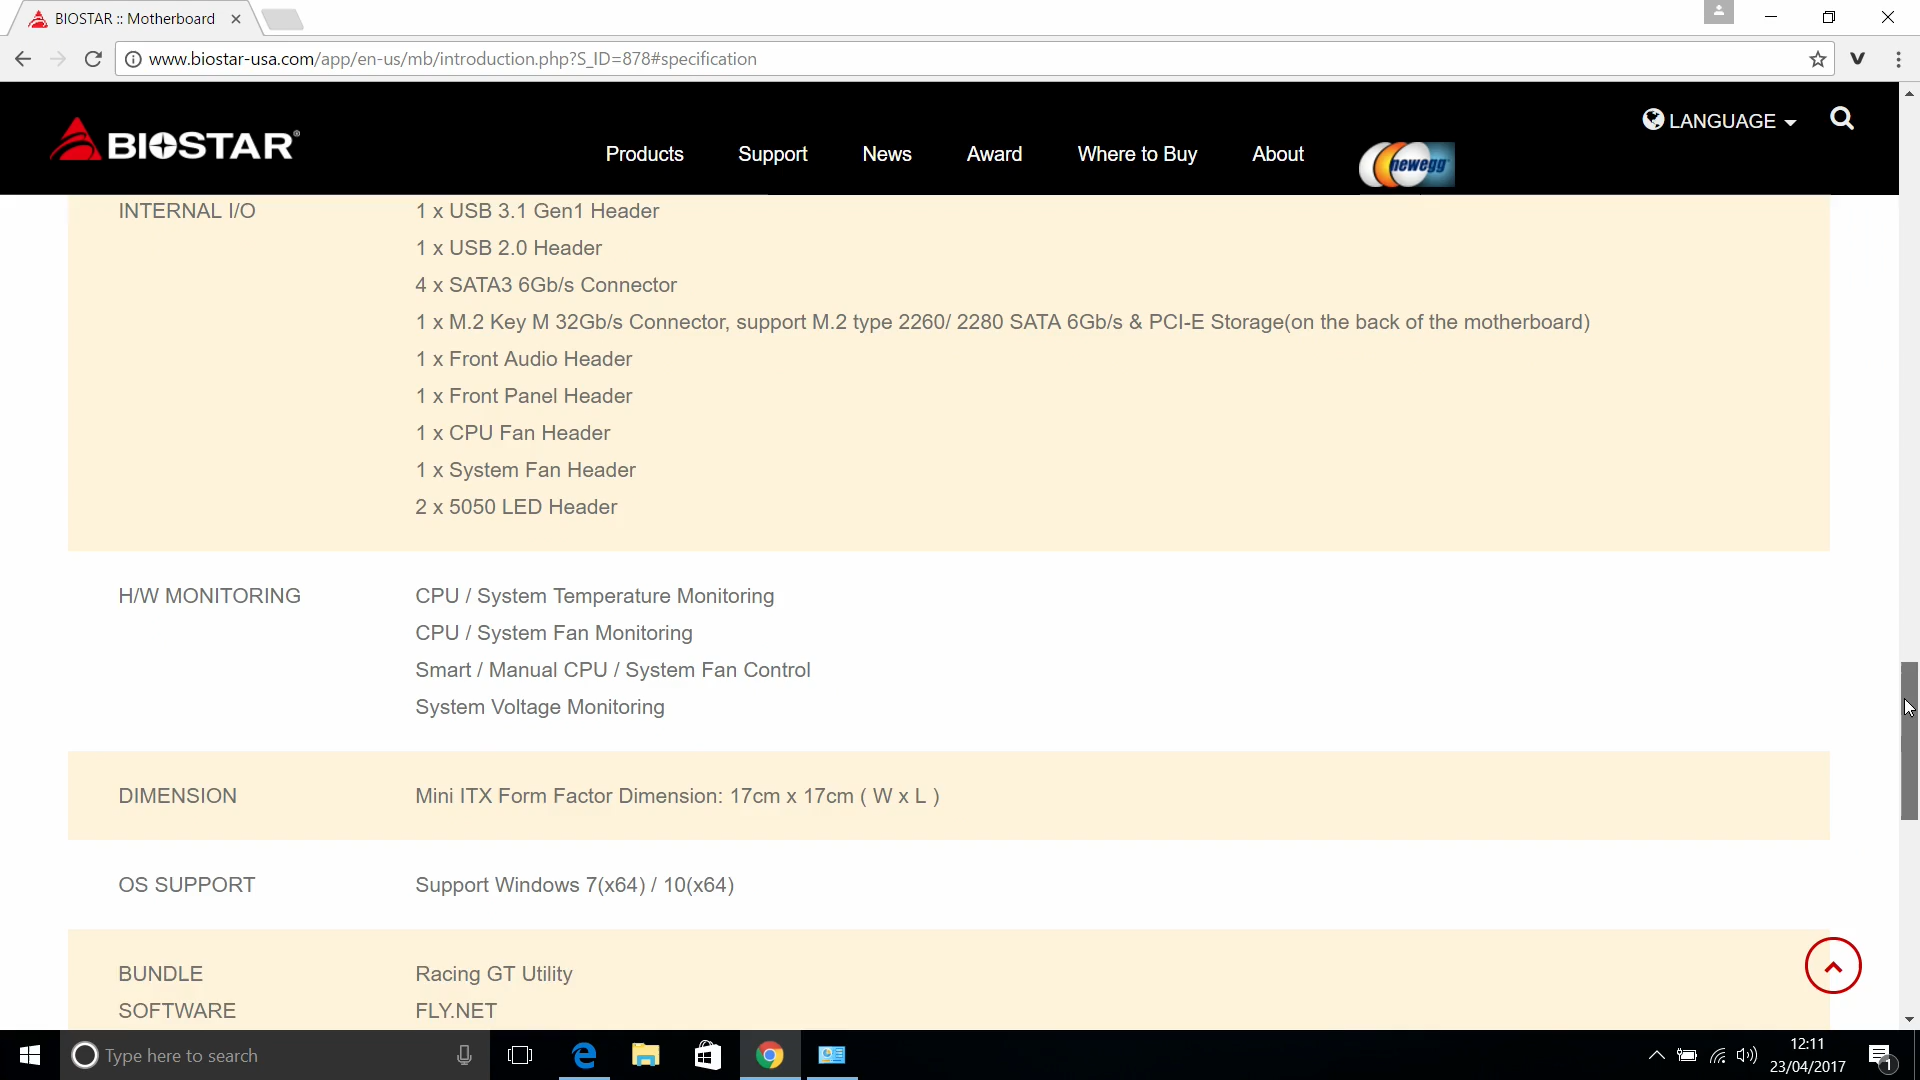 BIOSTAR :: Motherboard
www.biostar-usa.com/app/en-us/mb/introduction.php?S_ID=878#specification
LANGUAGE
BIOSTAR®
Products Support News Award Where to Buy About newegg
INTERNAL I/O 1 x USB 3.1 Gen1 Header
1 x USB 2.0 Header
4 x SATA3 6Gb/s Connector
1 x M.2 Key M 32Gb/s Connector, support M.2 type 2260/ 2280 SATA 6Gb/s & PCI-E Storage(on the back of the motherboard)
1 x Front Audio Header
1 x Front Panel Header
1 x CPU Fan Header
1 x System Fan Header
2 x 5050 LED Header
H/W MONITORING CPU / System Temperature Monitoring
CPU / System Fan Monitoring
Smart / Manual CPU / System Fan Control
System Voltage Monitoring
DIMENSION Mini ITX Form Factor Dimension: 17cm x 17cm ( W x L )
OS SUPPORT Support Windows 7(x64) / 10(x64)
BUNDLE Racing GT Utility
SOFTWARE FLY.NET
Type here to search
12:11
23/04/2017
1